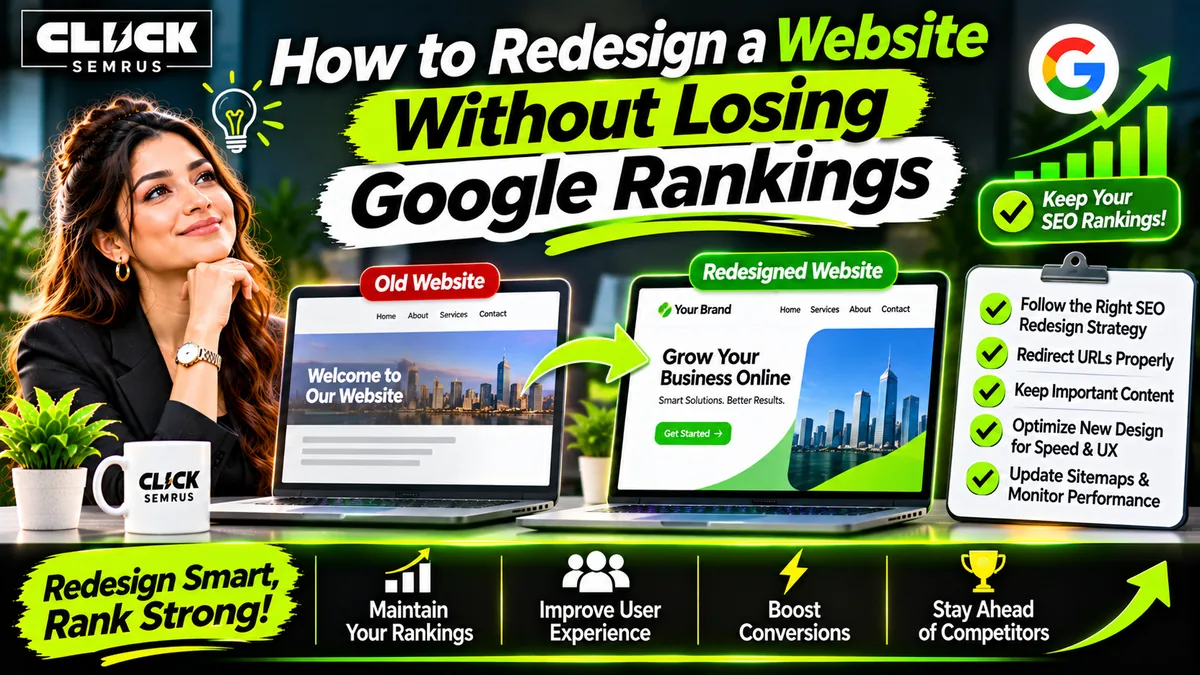 CLICK
SEMRUS
How to Redesign a Website
Without Losing
Google Rankings
G
Keep Your
SEO Rankings!
Old Website
Home About Services Contact
Welcome to
Our Website
Redesigned Website
Your Brand Home Services About Contact
Grow Your
Business Online
Smart Solutions. Better Results.
Get Started →
Follow the Right SEO
Redesign Strategy
Redirect URLs Properly
Keep Important Content
Optimize New Design
for Speed & UX
Update Sitemaps &
Monitor Performance
CLICK
SEMRUS
Redesign Smart,
Rank Strong!
Maintain
Your Rankings
Improve User
Experience
Boost
Conversions
Stay Ahead
of Competitors